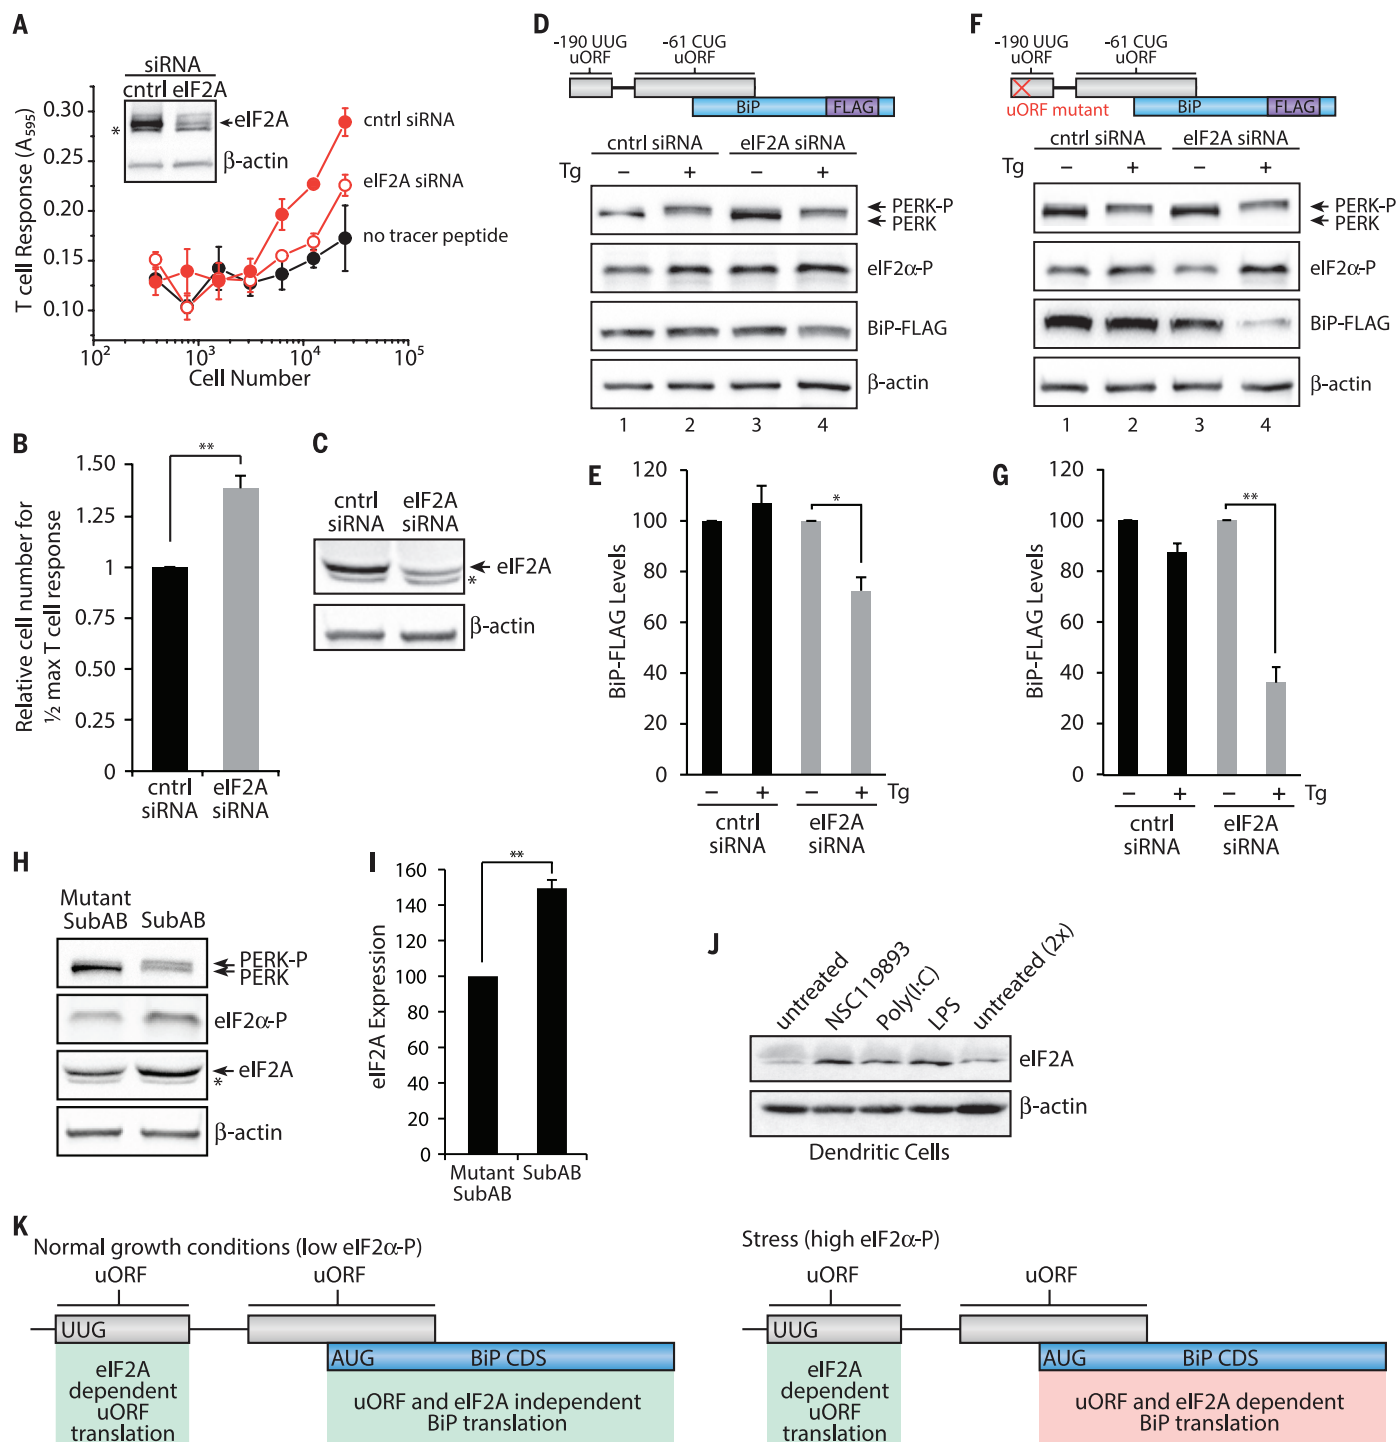 A
siRNA
cntrl eIF2A
eIF2A
*
β-actin
T cell Response (A595)
0.30
0.25
0.20
0.15
0.10
10² 10³ 10⁴ 10⁵
Cell Number
cntrl siRNA
eIF2A siRNA
no tracer peptide
B
Relative cell number for
½ max T cell response
1.50
1.25
1
0.75
0.50
0.25
0
**
cntrl
siRNA
eIF2A
siRNA
C
cntrl
siRNA
eIF2A
siRNA
eIF2A
*
β-actin
D
-190 UUG
uORF
-61 CUG
uORF
BiP
FLAG
cntrl siRNA eIF2A siRNA
Tg − + − +
PERK-P
PERK
eIF2α-P
BiP-FLAG
β-actin
1 2 3 4
E
BiP-FLAG Levels
120
100
80
60
40
20
0
*
− + − + Tg
cntrl
siRNA
eIF2A
siRNA
F
-190 UUG
uORF
-61 CUG
uORF
uORF mutant
BiP
FLAG
cntrl siRNA eIF2A siRNA
Tg − + − +
PERK-P
PERK
eIF2α-P
BiP-FLAG
β-actin
1 2 3 4
G
BiP-FLAG Levels
120
100
80
60
40
20
0
**
− + − + Tg
cntrl
siRNA
eIF2A
siRNA
H
Mutant
SubAB SubAB
PERK-P
PERK
eIF2α-P
eIF2A
*
β-actin
I
eIF2A Expression
160
140
120
100
80
60
40
20
0
**
Mutant
SubAB
SubAB
J
untreated
NSC119893
Poly(I:C)
LPS
untreated (2x)
eIF2A
β-actin
Dendritic Cells
K
Normal growth conditions (low eIF2α-P)
uORF uORF
UUG
AUG BiP CDS
eIF2A
dependent
uORF
translation
uORF and eIF2A independent
BiP translation
Stress (high eIF2α-P)
uORF uORF
UUG
AUG BiP CDS
eIF2A
dependent
uORF
translation
uORF and eIF2A dependent
BiP translation